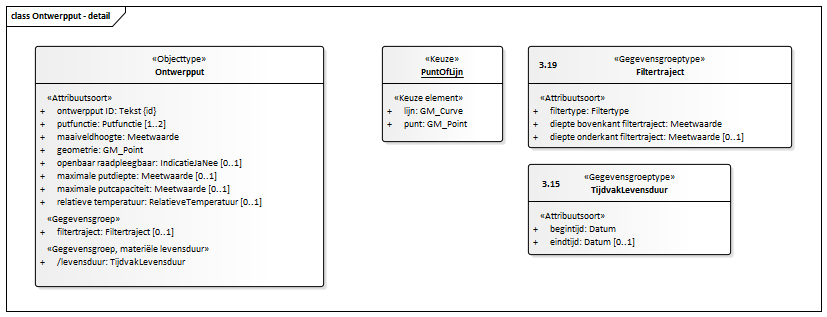 class Ontwerpput - detail
«Objecttype»
Ontwerpput
«Attribuutsoort»
+ ontwerpput ID: Tekst {id}
+ putfunctie: Putfunctie [1..2]
+ maaiveldhoogte: Meetwaarde
+ geometrie: GM_Point
+ openbaar raadpleegbaar: IndicatieJaNee [0..1]
+ maximale putdiepte: Meetwaarde [0..1]
+ maximale putcapaciteit: Meetwaarde [0..1]
+ relatieve temperatuur: RelatieveTemperatuur [0..1]
«Gegevensgroep»
+ filtertraject: Filtertraject [0..1]
«Gegevensgroep, materiële levensduur»
+ /levensduur: TijdvakLevensduur
«Keuze»
PuntOfLijn
«Keuze element»
+ lijn: GM_Curve
+ punt: GM_Point
3.19
«Gegevensgroeptype»
Filtertraject
«Attribuutsoort»
+ filtertype: Filtertype
+ diepte bovenkant filtertraject: Meetwaarde
+ diepte onderkant filtertraject: Meetwaarde [0..1]
3.15
«Gegevensgroeptype»
TijdvakLevensduur
«Attribuutsoort»
+ begintijd: Datum
+ eindtijd: Datum [0..1]